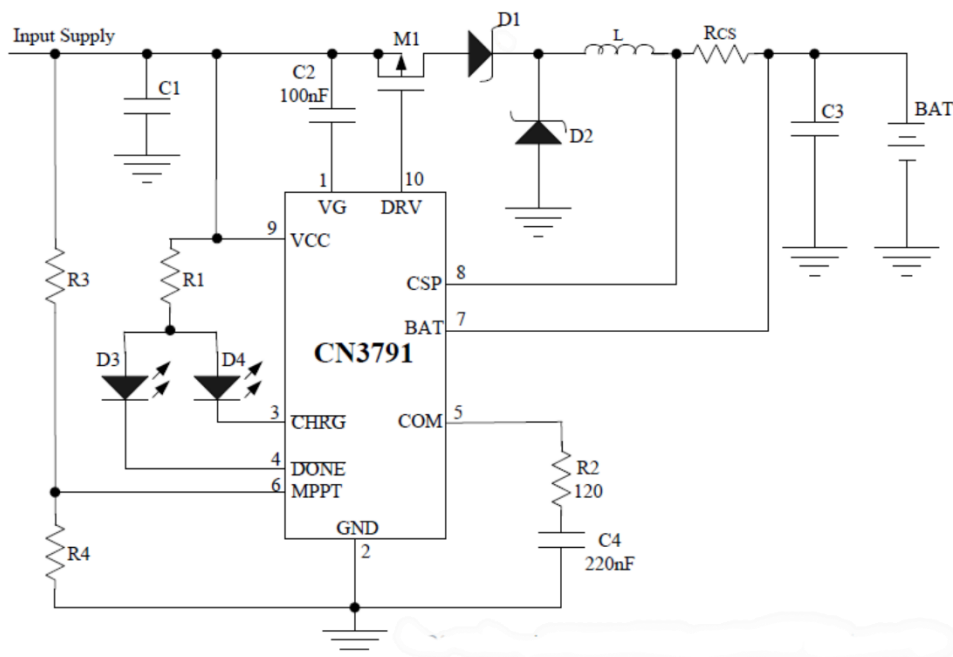 Input Supply
D1
M1
L
RCS
C1
C2
100nF
C3
BAT
D2
1
10
VG
DRV
9
VCC
R3
R1
8
CSP
7
BAT
D3
D4
CN3791
3
CHRG
COM
5
4
DONE
6
MPPT
R2
120
R4
GND
2
C4
220nF